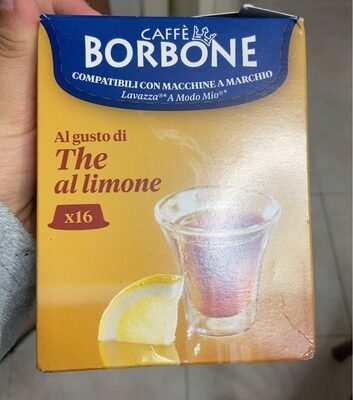 CAFFÈ
BORBONE
COMPATIBILI CON MACCHINE A MARCHIO
Lavazza®* A Modo Mio®*
Al gusto di
The
al limone
x16